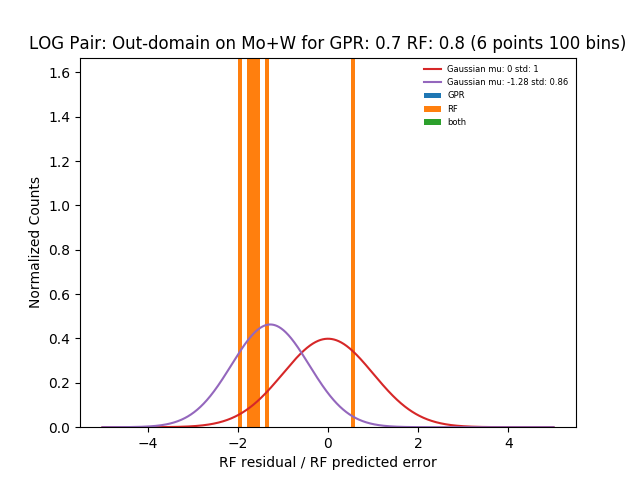 LOG Pair: Out-domain on Mo+W for GPR: 0.7 RF: 0.8 (6 points 100 bins)
Gaussian mu: 0 std: 1
Gaussian mu: -1.28 std: 0.86
GPR
RF
both
Normalized Counts
1.6
1.4
1.2
1.0
0.8
0.6
0.4
0.2
0.0
−4 −2 0 2 4
RF residual / RF predicted error